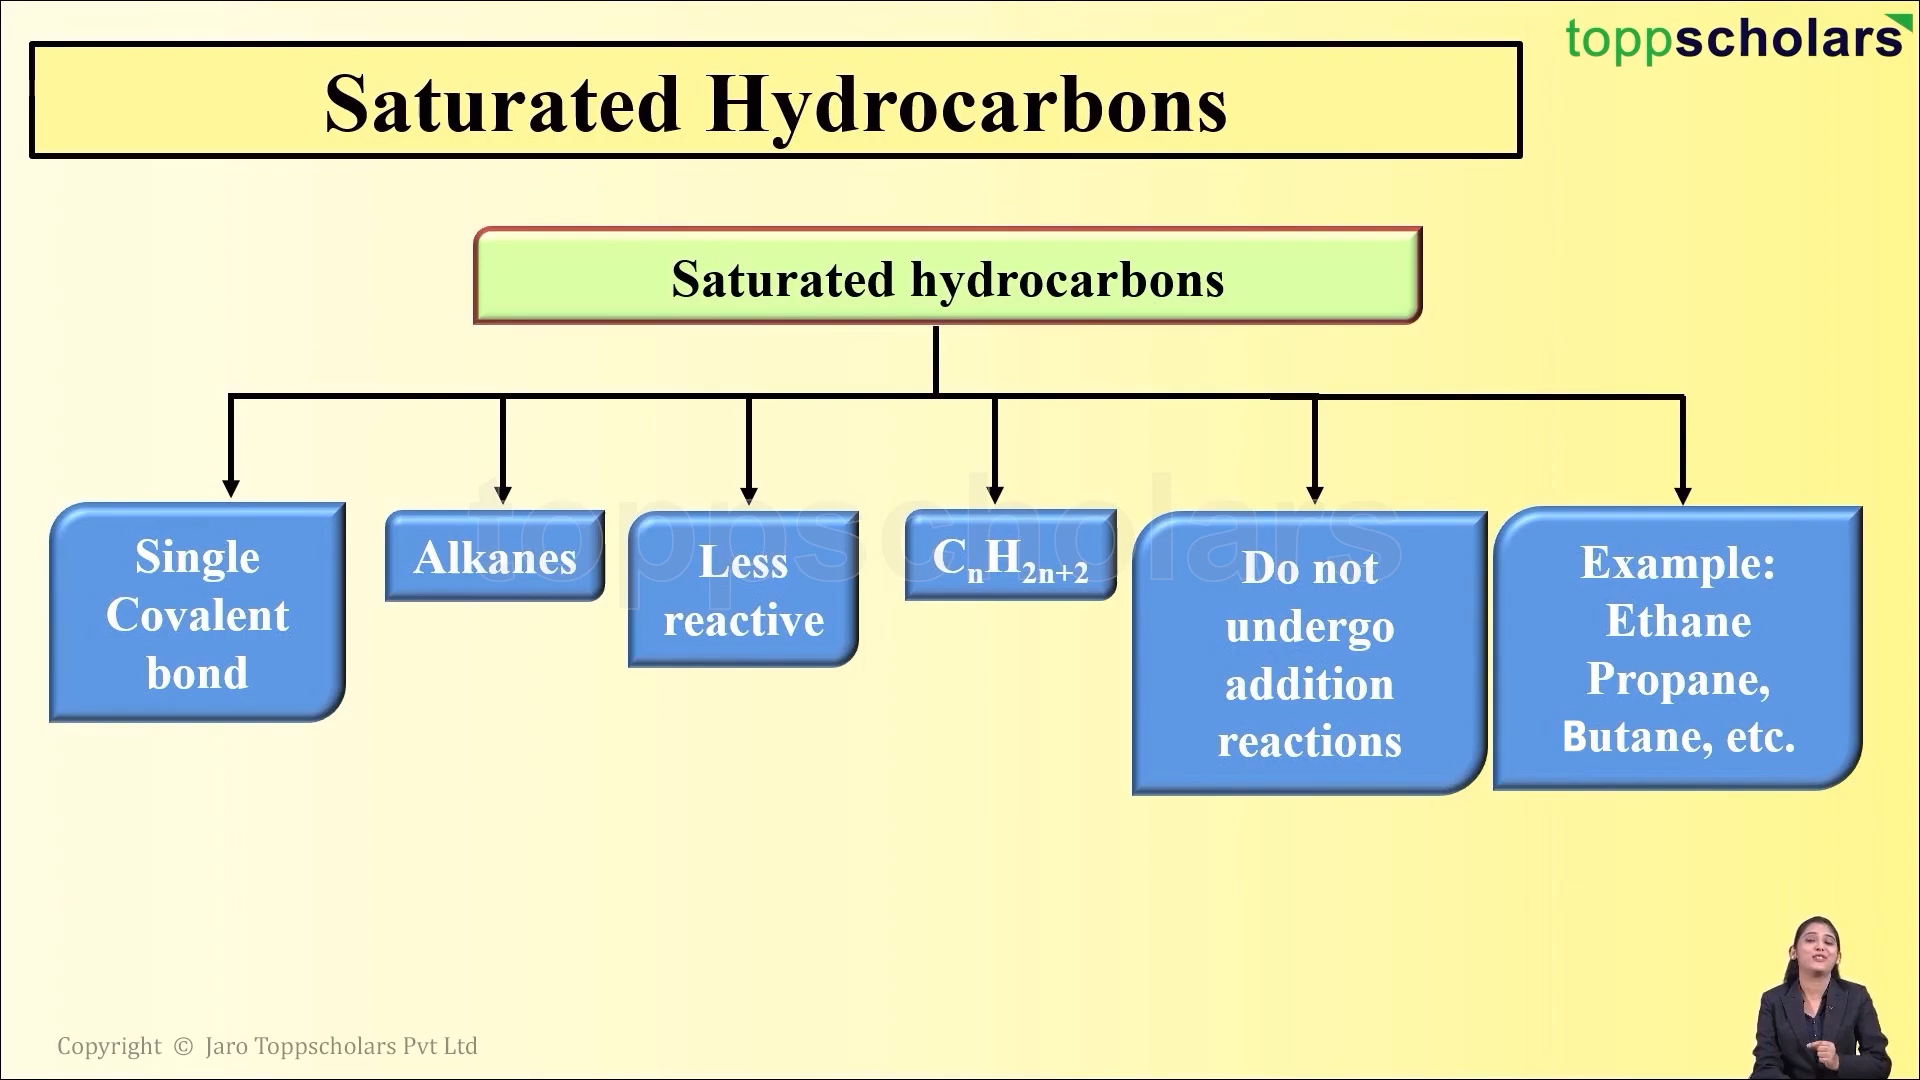 toppscholars
Saturated Hydrocarbons
Saturated hydrocarbons
Single
Covalent
bond
Alkanes
Less
reactive
CₙH₂ₙ₊₂
Do not
undergo
addition
reactions
Example:
Ethane
Propane,
Butane, etc.
toppscholars
Copyright © Jaro Toppscholars Pvt Ltd